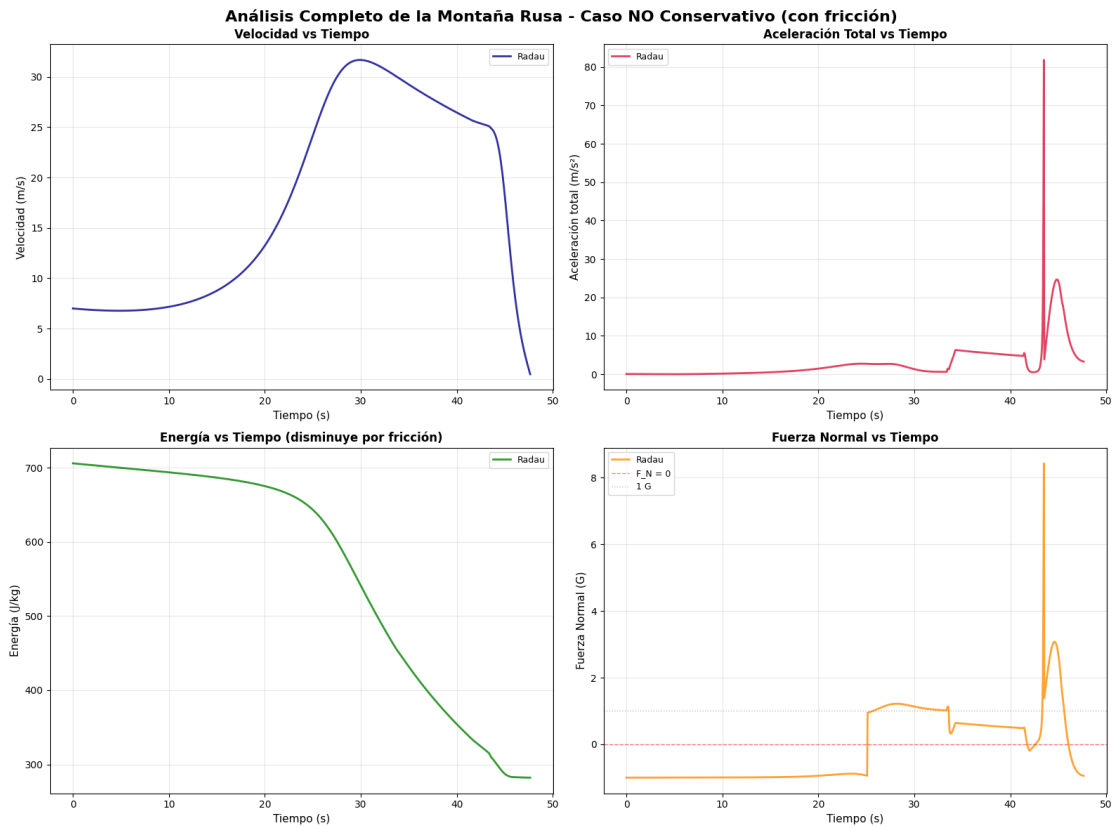 Análisis Completo de la Montaña Rusa - Caso NO Conservativo (con fricción)
Velocidad vs Tiempo
Radau
Velocidad (m/s)
30
25
20
15
10
5
0
0 10 20 30 40 50
Tiempo (s)
Aceleración Total vs Tiempo
Radau
Aceleración total (m/s²)
80
70
60
50
40
30
20
10
0
0 10 20 30 40 50
Tiempo (s)
Energía vs Tiempo (disminuye por fricción)
Radau
Energía (J/kg)
700
600
500
400
300
0 10 20 30 40 50
Tiempo (s)
Fuerza Normal vs Tiempo
Radau
F_N = 0
1 G
Fuerza Normal (G)
8
6
4
2
0
0 10 20 30 40 50
Tiempo (s)